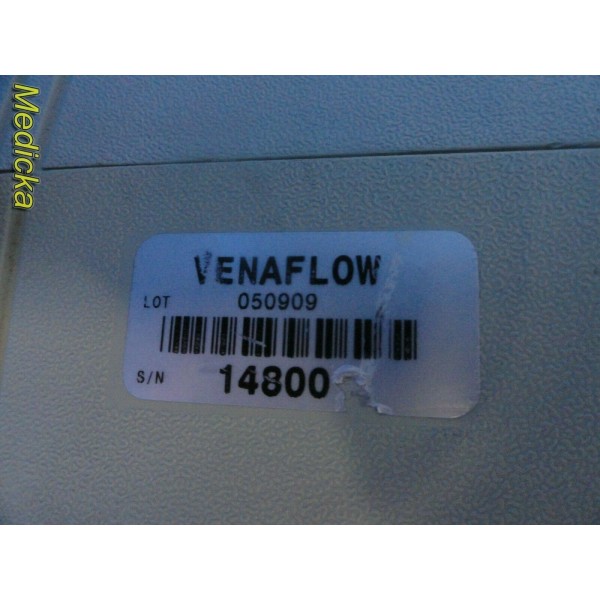 Medicka
VENAFLOW
LOT 050909
S/N 14800